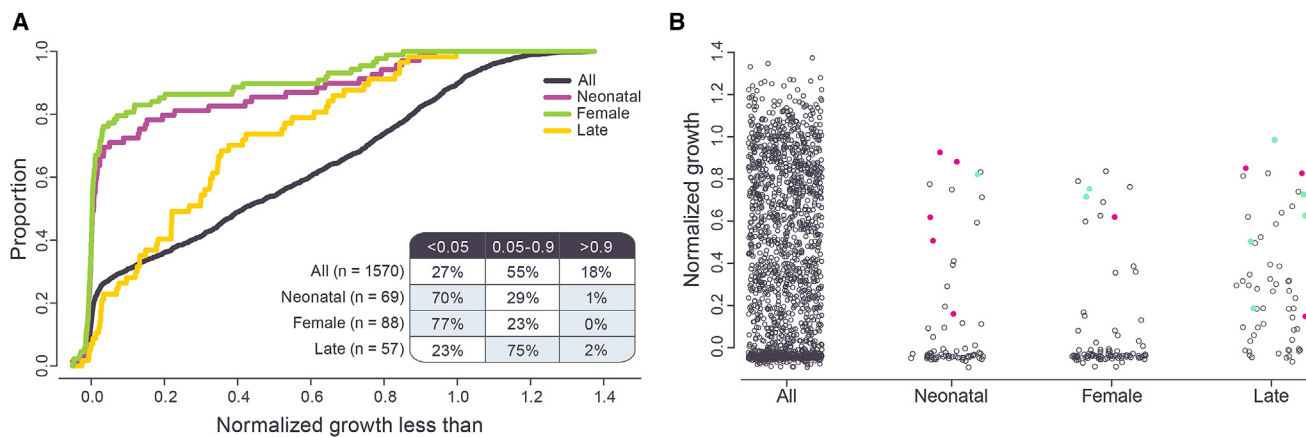 A
Proportion
1.0
0.8
0.6
0.4
0.2
0.0
All
Neonatal
Female
Late
<0.05 0.05-0.9 >0.9
All (n = 1570) 27% 55% 18%
Neonatal (n = 69) 70% 29% 1%
Female (n = 88) 77% 23% 0%
Late (n = 57) 23% 75% 2%
0.0 0.2 0.4 0.6 0.8 1.0 1.2 1.4
Normalized growth less than
B
Normalized growth
1.4
1.2
1.0
0.8
0.6
0.4
0.2
0.0
All Neonatal Female Late